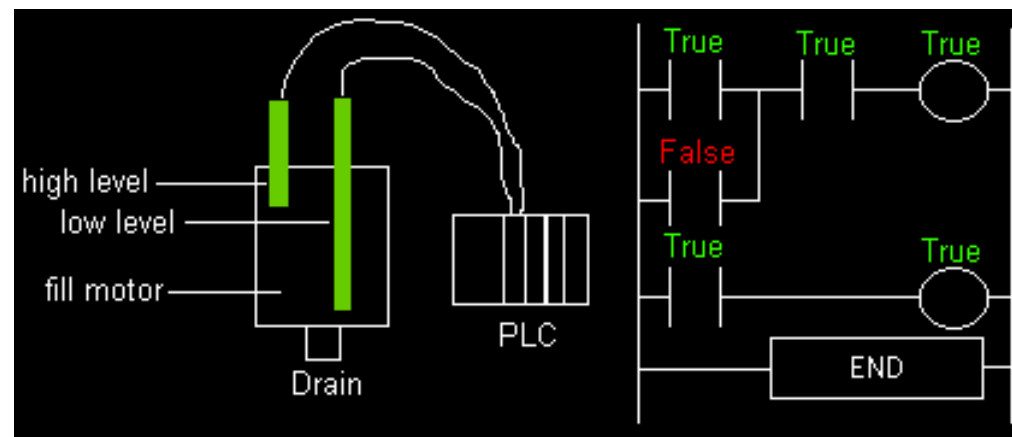 high level
low level
fill motor
Drain
PLC
True True True
False
True True
END